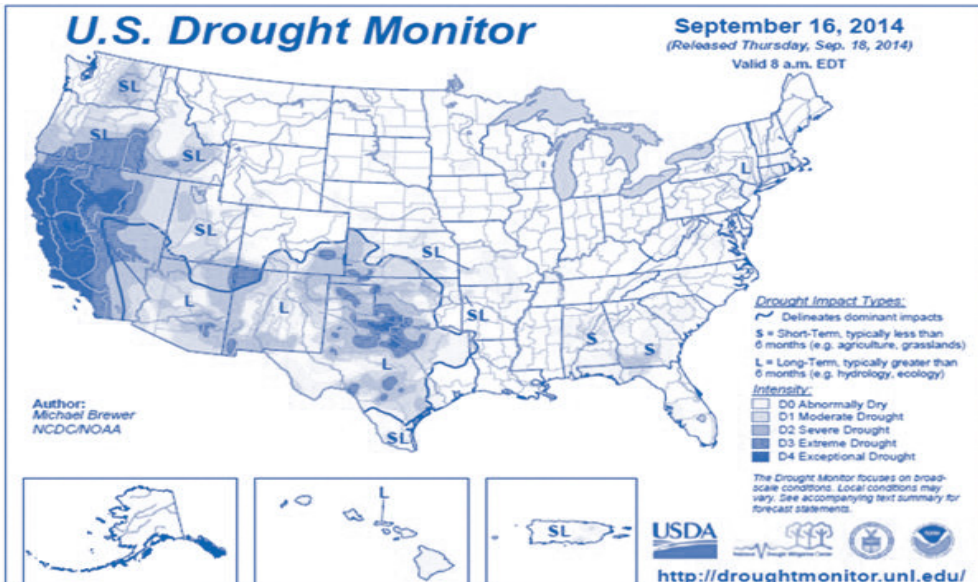 U.S. Drought Monitor
September 16, 2014
(Released Thursday, Sep. 18, 2014)
Valid 8 a.m. EDT
SL
SL
SL
SL
SL
L
L
L
SL
L
SL
S
S
L
Drought Impact Types:
Delineates dominant impacts
S = Short-Term, typically less than
6 months (e.g. agriculture, grasslands)
L = Long-Term, typically greater than
6 months (e.g. hydrology, ecology)
Intensity:
D0 Abnormally Dry
D1 Moderate Drought
D2 Severe Drought
D3 Extreme Drought
D4 Exceptional Drought
Author:
Michael Brewer
NCDC/NOAA
The Drought Monitor focuses on broad-
scale conditions. Local conditions may
vary. See accompanying text summary for
forecast statements.
L
SL
USDA
National Drought Mitigation Center
http://droughtmonitor.unl.edu/